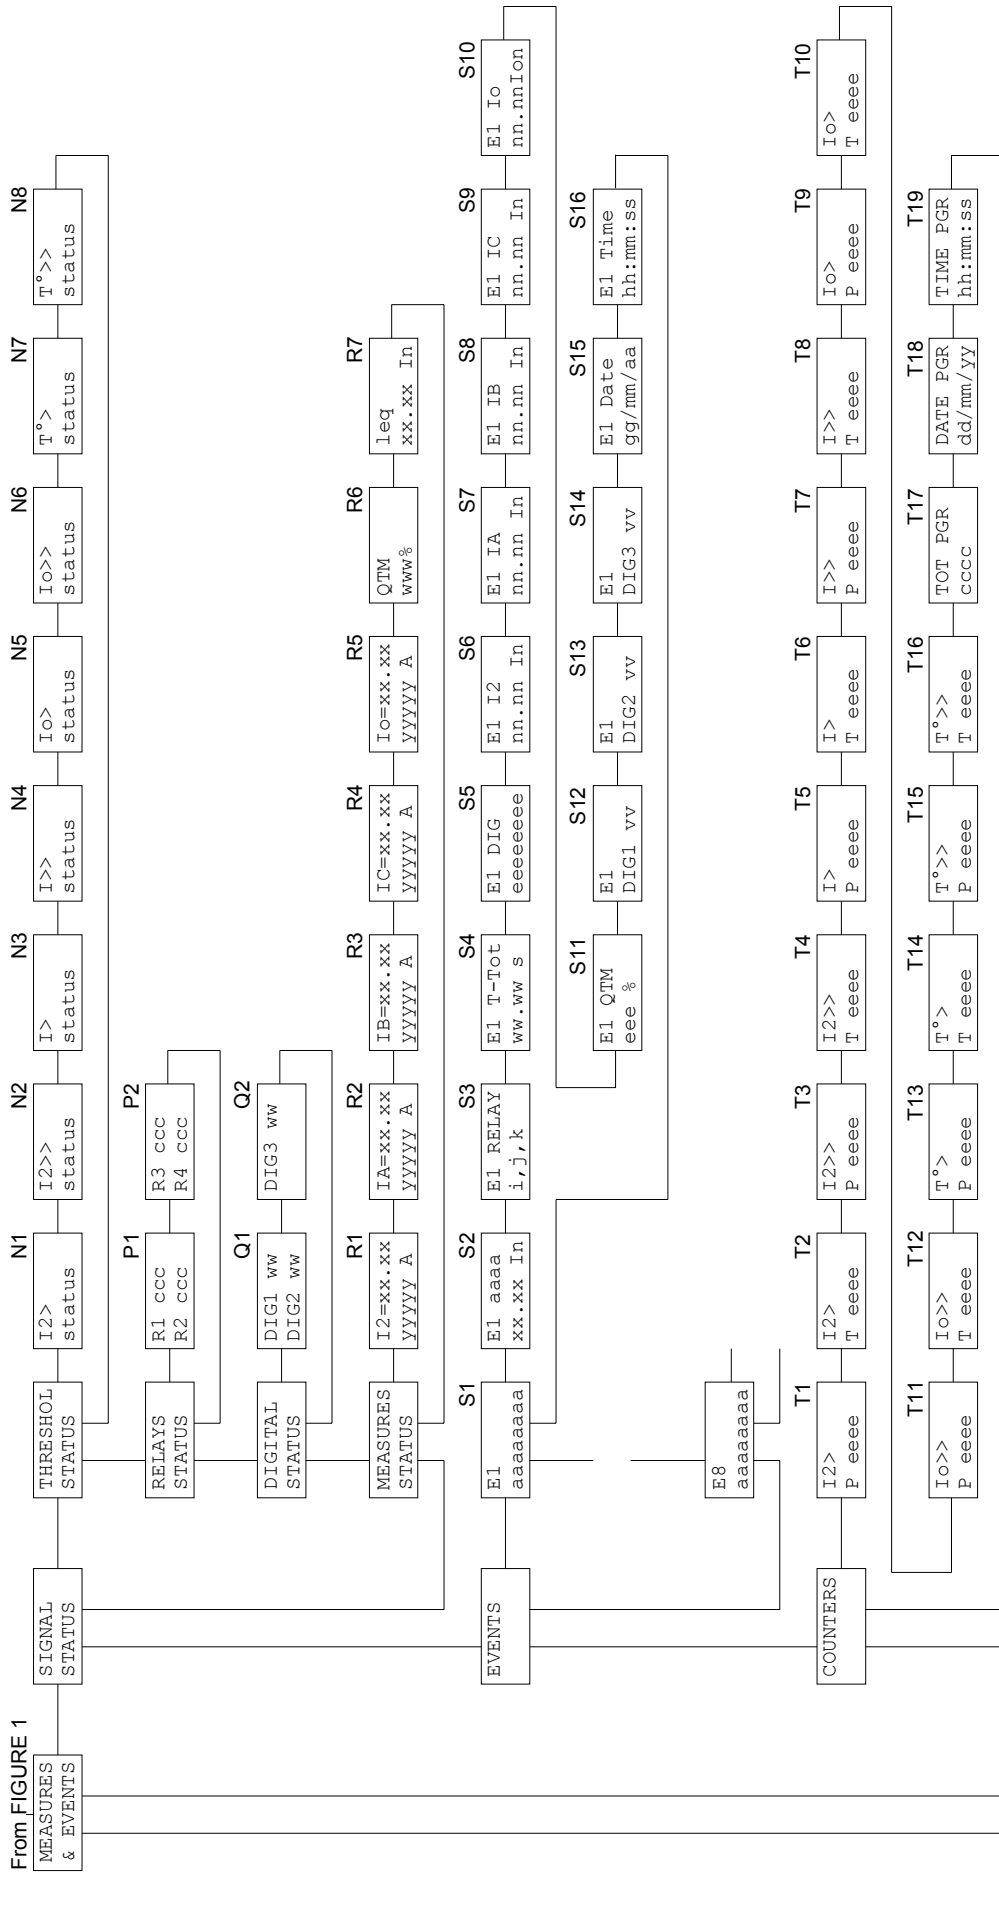 From FIGURE 1
MEASURES
& EVENTS
SIGNAL
STATUS
THRESHOL
STATUS
N1
I2>
status
N2
I2>>
status
N3
I>
status
N4
I>>
status
N5
Io>
status
N6
Io>>
status
N7
T°>
status
N8
T°>>
status
RELAYS
STATUS
P1
R1 ccc
R2 ccc
P2
R3 ccc
R4 ccc
DIGITAL
STATUS
Q1
DIG1 ww
DIG2 ww
Q2
DIG3 ww
MEASURES
STATUS
R1
I2=xx.xx
yyyyy A
R2
IA=xx.xx
yyyyy A
R3
IB=xx.xx
yyyyy A
R4
IC=xx.xx
yyyyy A
R5
Io=xx.xx
yyyyy A
R6
QTM
www%
R7
leq
xx.xx In
EVENTS
S1
E1
aaaaaaaa
S2
E1 aaaa
xx.xx In
S3
E1 RELAY
i,j,k
S4
E1 T-Tot
ww.ww s
S5
E1 DIG
eeeeeeee
S6
E1 I2
nn.nn In
S7
E1 IA
nn.nn In
S8
E1 IB
nn.nn In
S9
E1 IC
nn.nn In
S10
E1 Io
nn.nnIon
S11
E1 QTM
eee %
S12
E1
DIG1 vv
S13
E1
DIG2 vv
S14
E1
DIG3 vv
S15
E1 Date
gg/mm/aa
S16
E1 Time
hh:mm:ss
E8
aaaaaaaa
COUNTERS
T1
I2>
P eeee
T2
I2>
T eeee
T3
I2>>
P eeee
T4
I2>>
T eeee
T5
I>
P eeee
T6
I>
T eeee
T7
I>>
P eeee
T8
I>>
T eeee
T9
Io>
P eeee
T10
Io>
T eeee
T11
Io>>
P eeee
T12
Io>>
T eeee
T13
T°>
P eeee
T14
T°>
T eeee
T15
T°>>
P eeee
T16
T°>>
T eeee
T17
TOT PGR
cccc
T18
DATE PGR
dd/mm/yy
T19
TIME PGR
hh:mm:ss